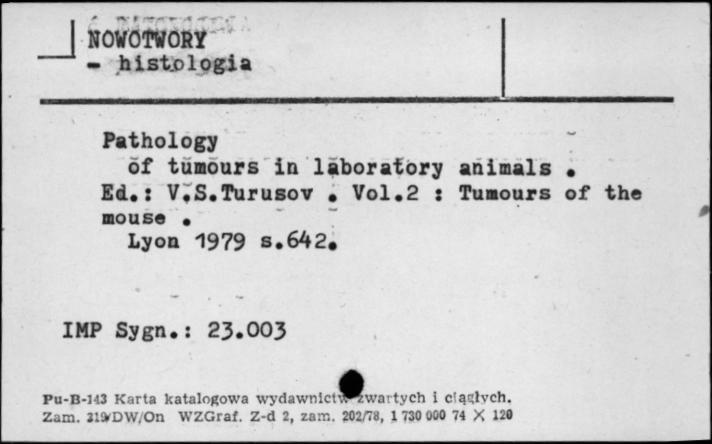 NOWOTWORY
- histologia
Pathology
of tumours in laboratory animals .
Ed.: V.S.Turusov . Vol.2 : Tumours of the
mouse .
Lyon 1979 s.642.
IMP Sygn.: 23.003
Pu-B-143 Karta katalogowa wydawnictw zwartych i ciągłych.
Zam. 319/DW/On WZGraf. Z-d 2, zam. 202/78, 1 730 000 74 X 120